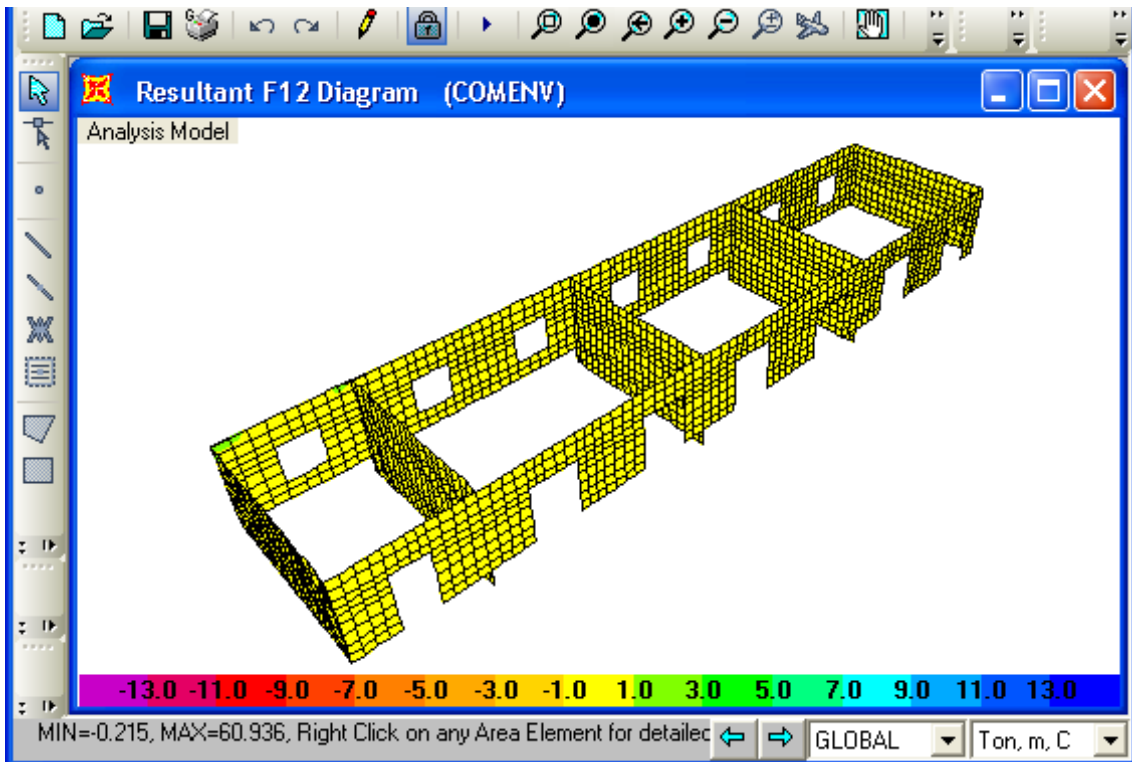 Resultant F12 Diagram (COMENV)
Analysis Model
-13.0 -11.0 -9.0 -7.0 -5.0 -3.0 -1.0 1.0 3.0 5.0 7.0 9.0 11.0 13.0
MIN=-0.215, MAX=60.936, Right Click on any Area Element for detailed GLOBAL Ton, m, C